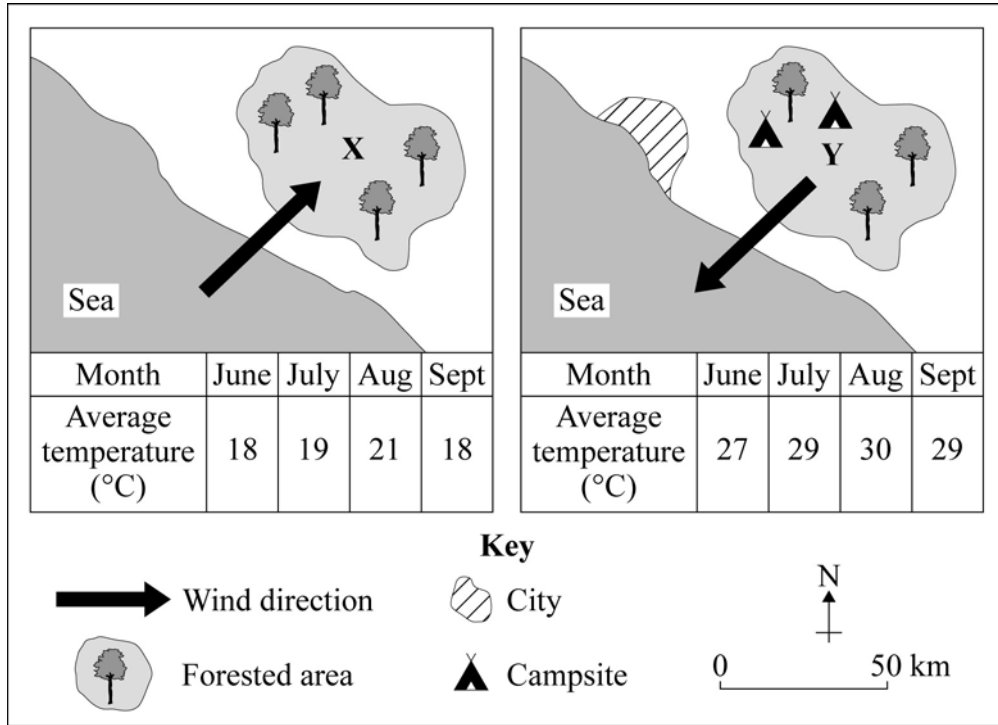 X
Sea
Month June July Aug Sept
Average
temperature
(°C)
18 19 21 18
Y
Sea
Month June July Aug Sept
Average
temperature
(°C)
27 29 30 29
Key
Wind direction
City
Forested area
Campsite
N
0 50 km